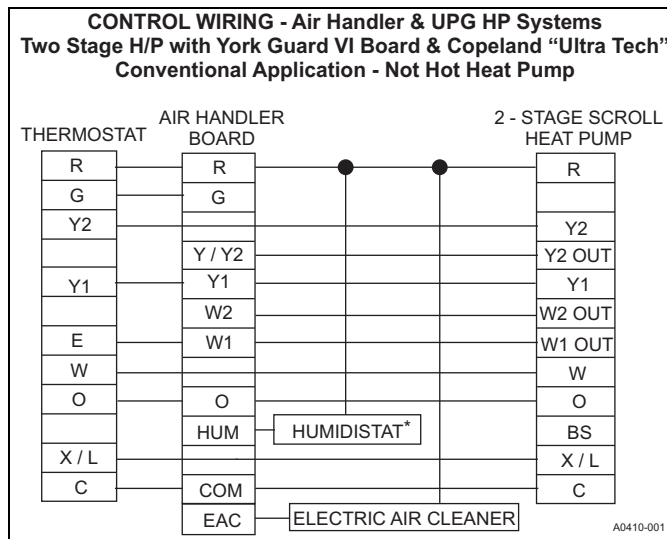 CONTROL WIRING - Air Handler & UPG HP Systems
Two Stage H/P with York Guard VI Board & Copeland “Ultra Tech”
Conventional Application - Not Hot Heat Pump
THERMOSTAT
AIR HANDLER
BOARD
2 - STAGE SCROLL
HEAT PUMP
R
R
R
G
G
Y2
Y2
Y / Y2
Y2 OUT
Y1
Y1
Y1
W2
W2 OUT
E
W1
W1 OUT
W
W
O
O
O
HUM
HUMIDISTAT*
BS
X / L
X / L
C
COM
C
EAC
ELECTRIC AIR CLEANER
A0410-001